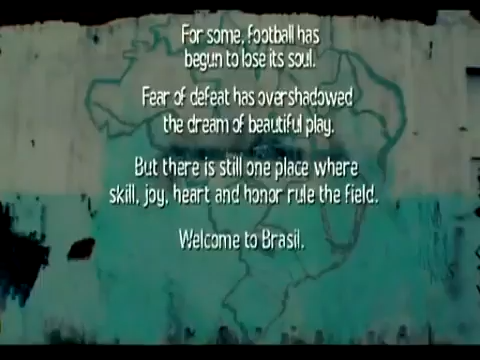 For some, football has
begun to lose its soul.
Fear of defeat has overshadowed
the dream of beautiful play.
But there is still one place where
skill, joy, heart and honor rule the field.
Welcome to Brasil.